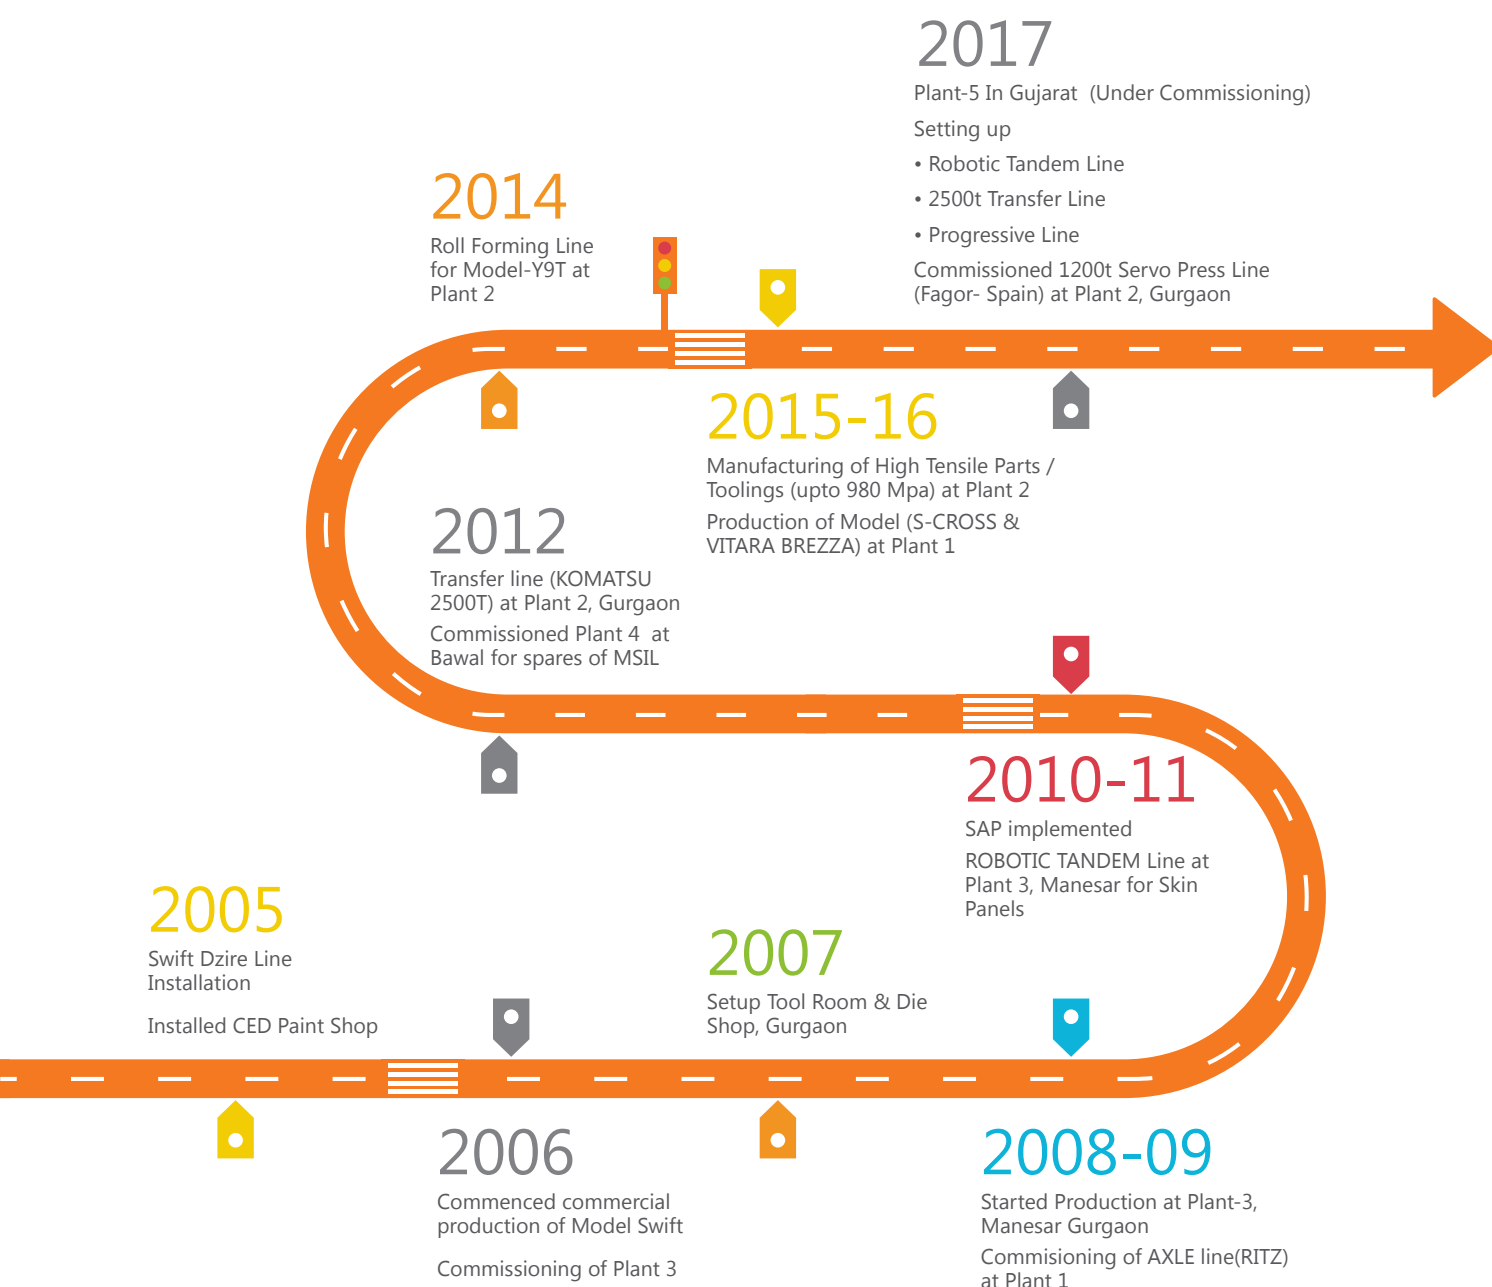 2017
Plant-5 In Gujarat (Under Commissioning)
Setting up
• Robotic Tandem Line
• 2500t Transfer Line
• Progressive Line
Commissioned 1200t Servo Press Line
(Fagor- Spain) at Plant 2, Gurgaon
2014
Roll Forming Line
for Model-Y9T at
Plant 2
2015-16
Manufacturing of High Tensile Parts /
Toolings (upto 980 Mpa) at Plant 2
Production of Model (S-CROSS &
VITARA BREZZA) at Plant 1
2012
Transfer line (KOMATSU
2500T) at Plant 2, Gurgaon
Commissioned Plant 4 at
Bawal for spares of MSIL
2010-11
SAP implemented
ROBOTIC TANDEM Line at
Plant 3, Manesar for Skin
Panels
2005
Swift Dzire Line
Installation
Installed CED Paint Shop
2007
Setup Tool Room & Die
Shop, Gurgaon
2006
Commenced commercial
production of Model Swift
Commissioning of Plant 3
2008-09
Started Production at Plant-3,
Manesar Gurgaon
Commisioning of AXLE line(RITZ)
at Plant 1